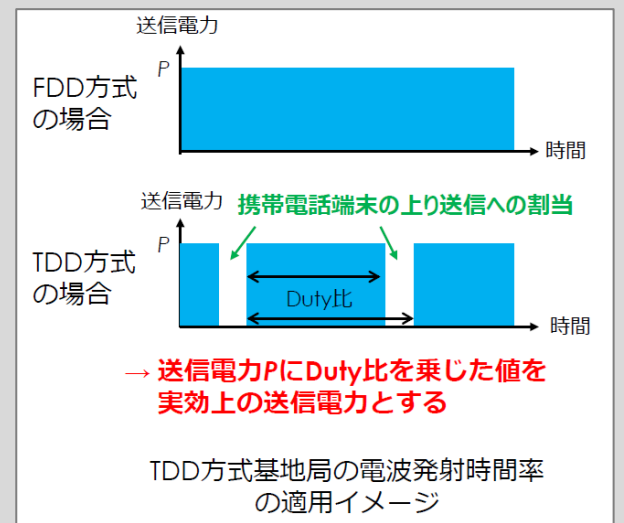 送信電力
P
FDD方式
の場合
時間
送信電力
携帯電話端末の上り送信への割当
P
TDD方式
の場合
Duty比
時間
→ 送信電力PにDuty比を乗じた値を
実効上の送信電力とする
TDD方式基地局の電波発射時間率
の適用イメージ